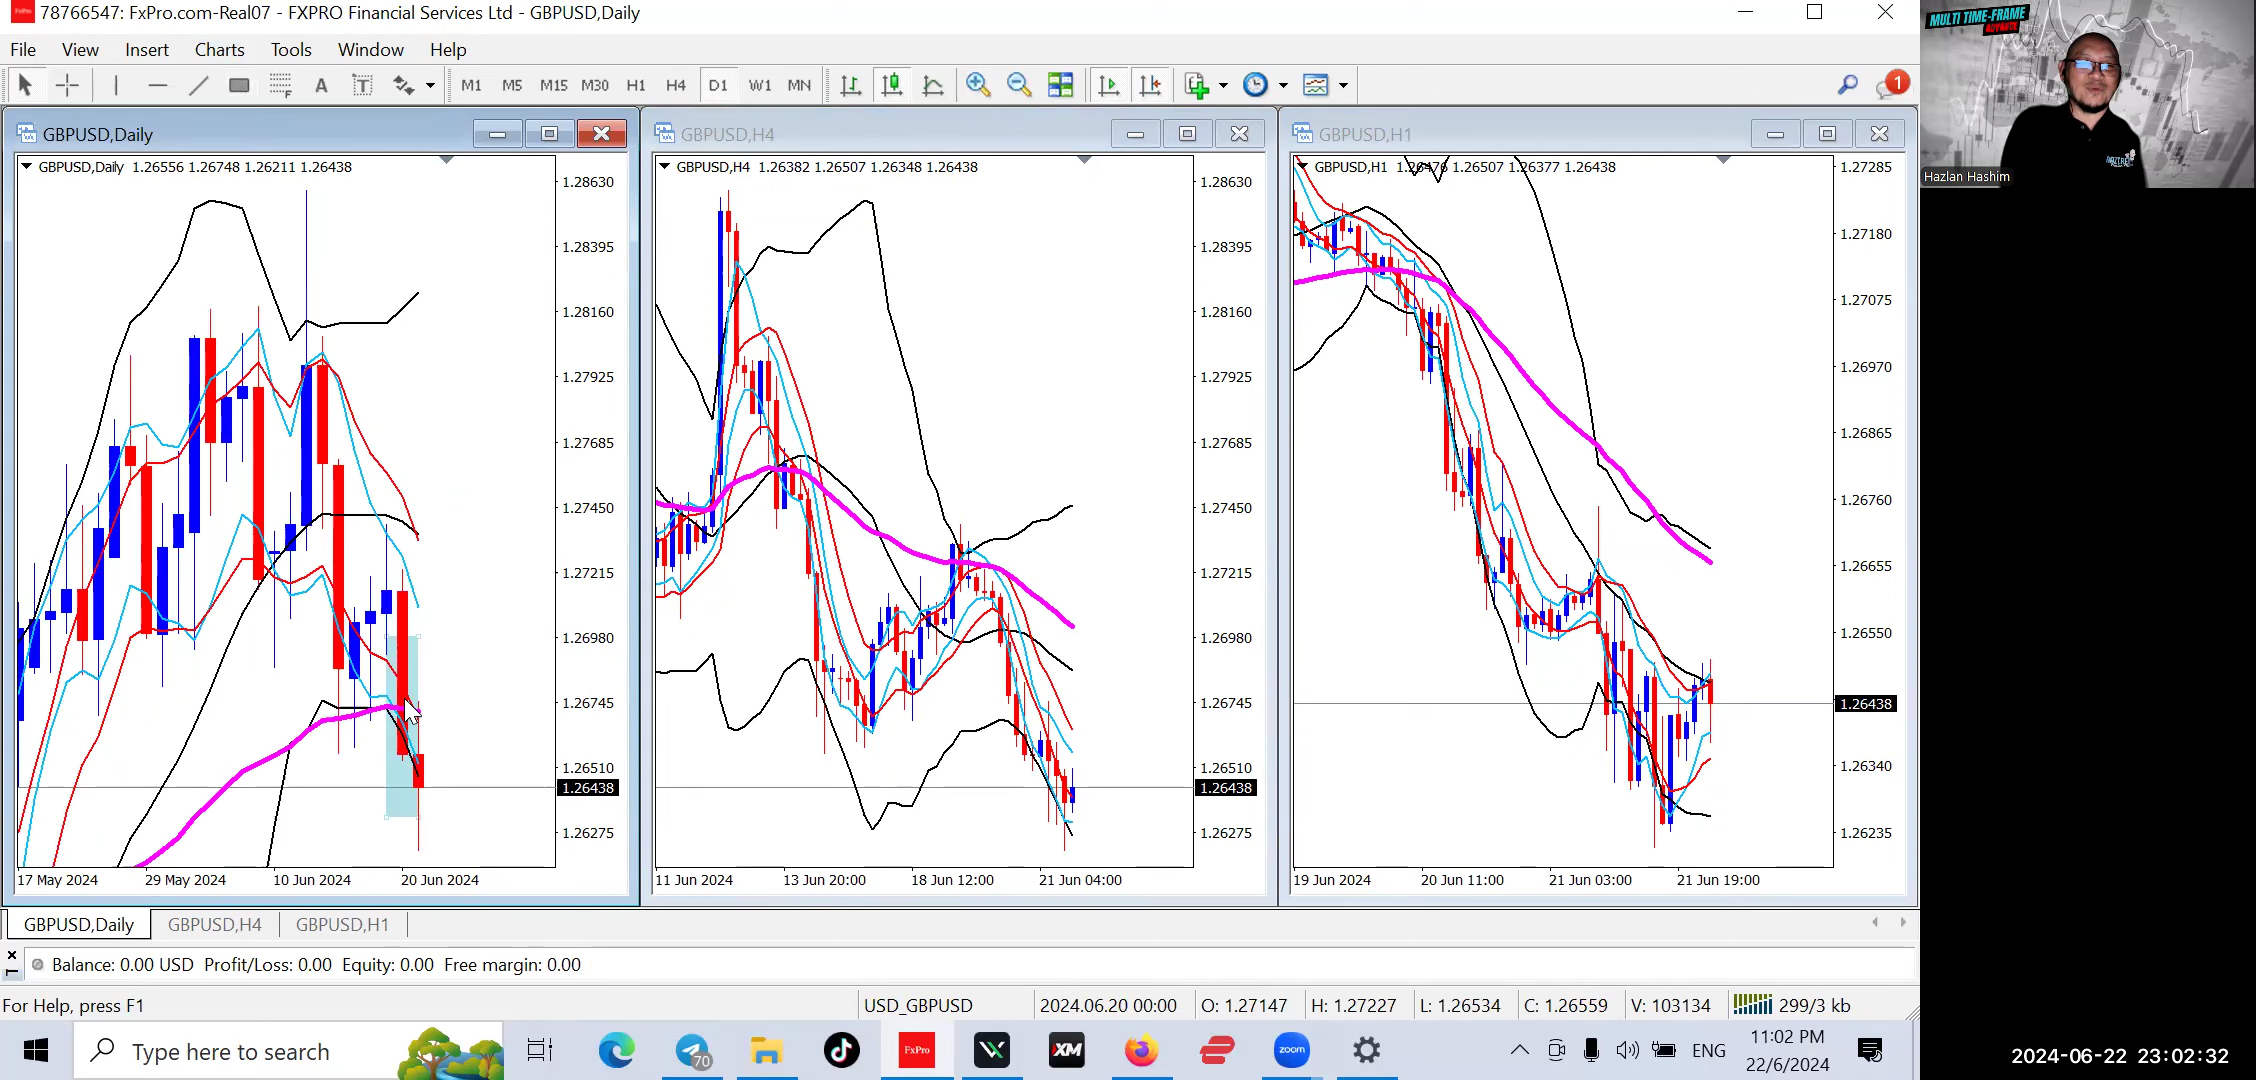 78766547: FxPro.com-Real07 - FXPRO Financial Services Ltd - GBPUSD,Daily
File View Insert Charts Tools Window Help
M1 M5 M15 M30 H1 H4 D1 W1 MN
1
MULTI TIME-FRAME
ADVANCE
Hazlan Hashim
GBPUSD,Daily
GBPUSD,Daily 1.26556 1.26748 1.26211 1.26438
1.28630
1.28395
1.28160
1.27925
1.27685
1.27450
1.27215
1.26980
1.26745
1.26510
1.26438
1.26275
17 May 2024 29 May 2024 10 Jun 2024 20 Jun 2024
GBPUSD,H4
GBPUSD,H4 1.26382 1.26507 1.26348 1.26438
1.28630
1.28395
1.28160
1.27925
1.27685
1.27450
1.27215
1.26980
1.26745
1.26510
1.26438
1.26275
11 Jun 2024 13 Jun 20:00 18 Jun 12:00 21 Jun 04:00
GBPUSD,H1
GBPUSD,H1 1.26476 1.26507 1.26377 1.26438
1.27285
1.27180
1.27075
1.26970
1.26865
1.26760
1.26655
1.26550
1.26438
1.26340
1.26235
19 Jun 2024 20 Jun 11:00 21 Jun 03:00 21 Jun 19:00
GBPUSD,Daily GBPUSD,H4 GBPUSD,H1
Balance: 0.00 USD Profit/Loss: 0.00 Equity: 0.00 Free margin: 0.00
For Help, press F1 USD_GBPUSD 2024.06.20 00:00 O: 1.27147 H: 1.27227 L: 1.26534 C: 1.26559 V: 103134 299/3 kb
Type here to search
70
FxPro
XM
zoom
ENG
11:02 PM
22/6/2024
2024-06-22 23:02:32